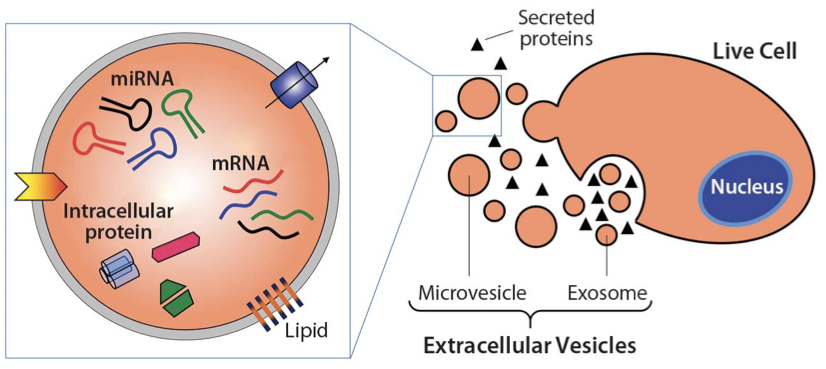 Secreted
proteins
Live Cell
miRNA
mRNA
Intracellular
protein
Nucleus
Lipid
Microvesicle
Exosome
Extracellular Vesicles